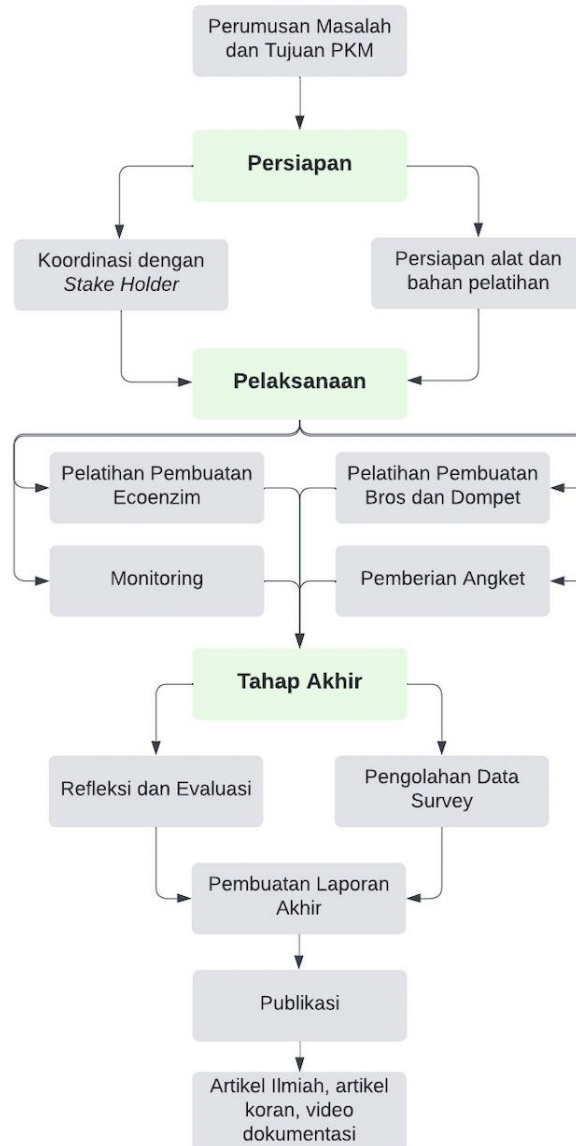 Perumusan Masalah
dan Tujuan PKM
Persiapan
Koordinasi dengan
Stake Holder
Persiapan alat dan
bahan pelatihan
Pelaksanaan
Pelatihan Pembuatan
Ecoenzim
Pelatihan Pembuatan
Bros dan Dompet
Monitoring
Pemberian Angket
Tahap Akhir
Refleksi dan Evaluasi
Pengolahan Data
Survey
Pembuatan Laporan
Akhir
Publikasi
Artikel Ilmiah, artikel
koran, video
dokumentasi